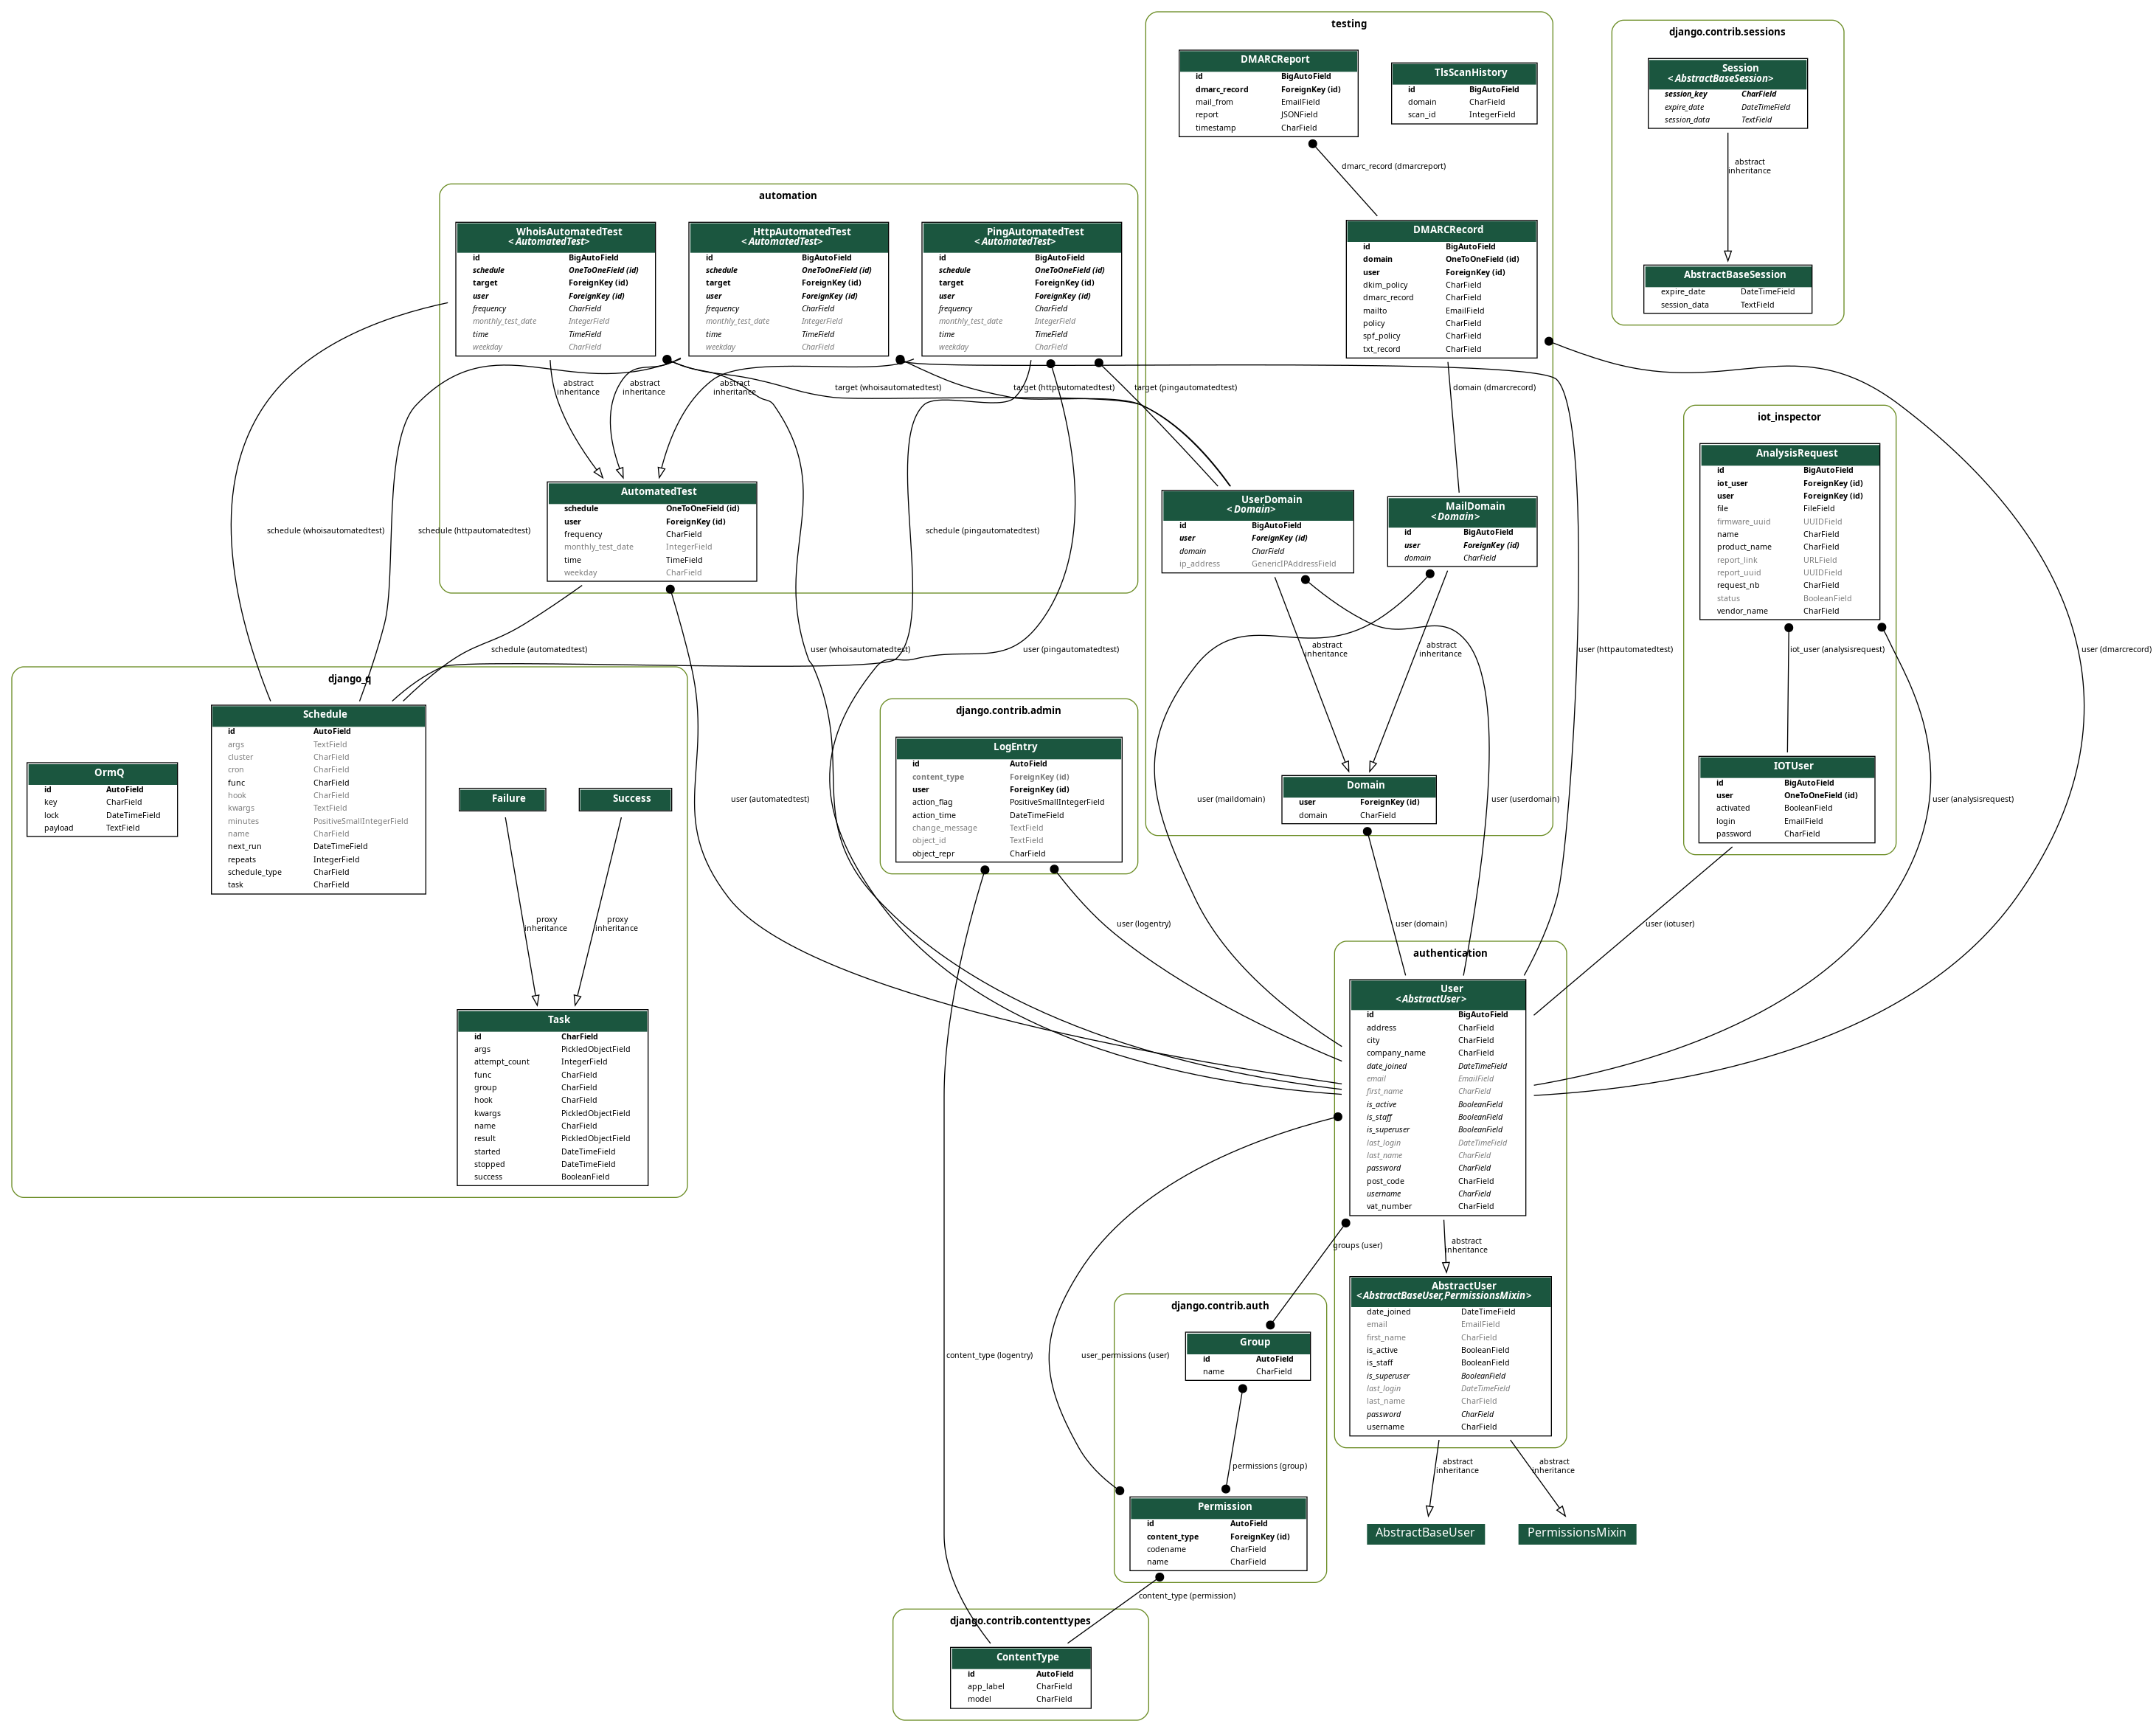 testing
DMARCReport
id BigAutoField
dmarc_record ForeignKey (id)
mail_from EmailField
report JSONField
timestamp CharField
TlsScanHistory
id BigAutoField
domain CharField
scan_id IntegerField
dmarc_record (dmarcreport)
DMARCRecord
id BigAutoField
domain OneToOneField (id)
user ForeignKey (id)
dkim_policy CharField
dmarc_record CharField
mailto EmailField
policy CharField
spf_policy CharField
txt_record CharField
domain (dmarcrecord)
UserDomain
<Domain>
id BigAutoField
user ForeignKey (id)
domain CharField
ip_address GenericIPAddressField
MailDomain
<Domain>
id BigAutoField
user ForeignKey (id)
domain CharField
abstract
inheritance
abstract
inheritance
Domain
user ForeignKey (id)
domain CharField
django.contrib.sessions
Session
<AbstractBaseSession>
session_key CharField
expire_date DateTimeField
session_data TextField
abstract
inheritance
AbstractBaseSession
expire_date DateTimeField
session_data TextField
automation
WhoisAutomatedTest
<AutomatedTest>
id BigAutoField
schedule OneToOneField (id)
target ForeignKey (id)
user ForeignKey (id)
frequency CharField
monthly_test_date IntegerField
time TimeField
weekday CharField
HttpAutomatedTest
<AutomatedTest>
id BigAutoField
schedule OneToOneField (id)
target ForeignKey (id)
user ForeignKey (id)
frequency CharField
monthly_test_date IntegerField
time TimeField
weekday CharField
PingAutomatedTest
<AutomatedTest>
id BigAutoField
schedule OneToOneField (id)
target ForeignKey (id)
user ForeignKey (id)
frequency CharField
monthly_test_date IntegerField
time TimeField
weekday CharField
abstract
inheritance
abstract
inheritance
abstract
inheritance
target (whoisautomatedtest)
target (httpautomatedtest)
target (pingautomatedtest)
AutomatedTest
schedule OneToOneField (id)
user ForeignKey (id)
frequency CharField
monthly_test_date IntegerField
time TimeField
weekday CharField
schedule (whoisautomatedtest)
schedule (httpautomatedtest)
schedule (pingautomatedtest)
schedule (automatedtest)
user (whoisautomatedtest)
user (pingautomatedtest)
user (httpautomatedtest)
user (dmarcrecord)
iot_inspector
AnalysisRequest
id BigAutoField
iot_user ForeignKey (id)
user ForeignKey (id)
file FileField
firmware_uuid UUIDField
name CharField
product_name CharField
report_link URLField
report_uuid UUIDField
request_nb CharField
status BooleanField
vendor_name CharField
iot_user (analysisrequest)
IOTUser
id BigAutoField
user OneToOneField (id)
activated BooleanField
login EmailField
password CharField
django_q
OrmQ
id AutoField
key CharField
lock DateTimeField
payload TextField
Schedule
id AutoField
args TextField
cluster CharField
cron CharField
func CharField
hook CharField
kwargs TextField
minutes PositiveSmallIntegerField
name CharField
next_run DateTimeField
repeats IntegerField
schedule_type CharField
task CharField
Failure
Success
proxy
inheritance
proxy
inheritance
Task
id CharField
args PickledObjectField
attempt_count IntegerField
func CharField
group CharField
hook CharField
kwargs PickledObjectField
name CharField
result PickledObjectField
started DateTimeField
stopped DateTimeField
success BooleanField
django.contrib.admin
LogEntry
id AutoField
content_type ForeignKey (id)
user ForeignKey (id)
action_flag PositiveSmallIntegerField
action_time DateTimeField
change_message TextField
object_id TextField
object_repr CharField
user (automatedtest)
user (maildomain)
user (userdomain)
user (analysisrequest)
user (logentry)
user (domain)
user (iotuser)
authentication
User
<AbstractUser>
id BigAutoField
address CharField
city CharField
company_name CharField
date_joined DateTimeField
email EmailField
first_name CharField
is_active BooleanField
is_staff BooleanField
is_superuser BooleanField
last_login DateTimeField
last_name CharField
password CharField
post_code CharField
username CharField
vat_number CharField
groups (user)
abstract
inheritance
AbstractUser
<AbstractBaseUser,PermissionsMixin>
date_joined DateTimeField
email EmailField
first_name CharField
is_active BooleanField
is_staff BooleanField
is_superuser BooleanField
last_login DateTimeField
last_name CharField
password CharField
username CharField
abstract
inheritance
abstract
inheritance
AbstractBaseUser
PermissionsMixin
django.contrib.auth
Group
id AutoField
name CharField
content_type (logentry)
user_permissions (user)
permissions (group)
Permission
id AutoField
content_type ForeignKey (id)
codename CharField
name CharField
content_type (permission)
django.contrib.contenttypes
ContentType
id AutoField
app_label CharField
model CharField